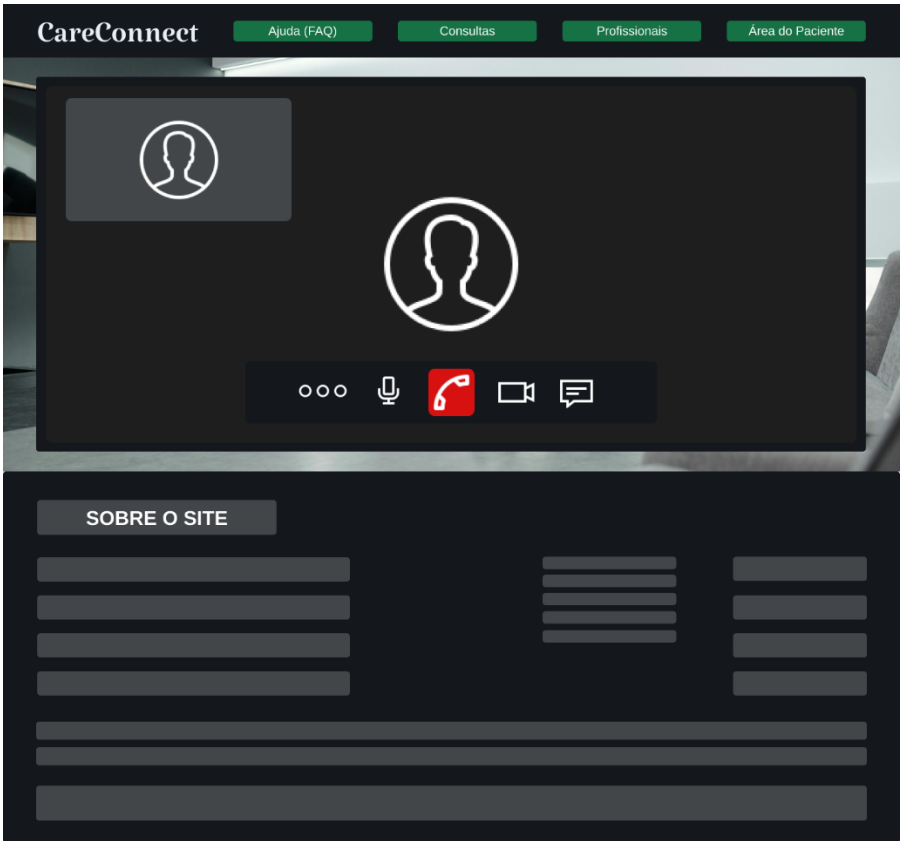 CareConnect
Ajuda (FAQ)
Consultas
Profissionais
Área do Paciente
SOBRE O SITE